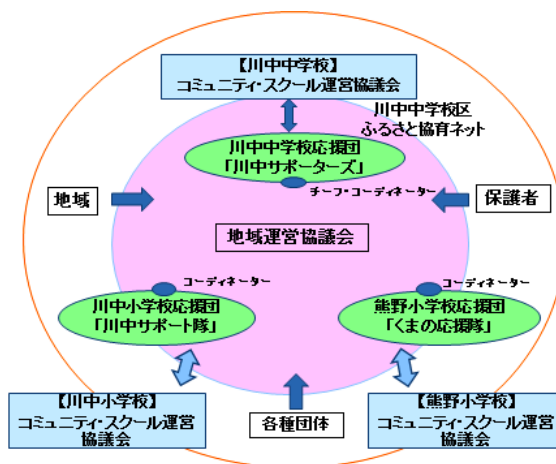 【川中中学校】
コミュニティ・スクール運営協議会
川中中学校区
ふるさと協育ネット
川中中学校応援団
「川中サポーターズ」
チーフ・コーディネーター
地域
保護者
地域運営協議会
コーディネーター
川中小学校応援団
「川中サポート隊」
コーディネーター
熊野小学校応援団
「くまの応援隊」
【川中小学校】
コミュニティ・スクール運営
協議会
各種団体
【熊野小学校】
コミュニティ・スクール運営
協議会